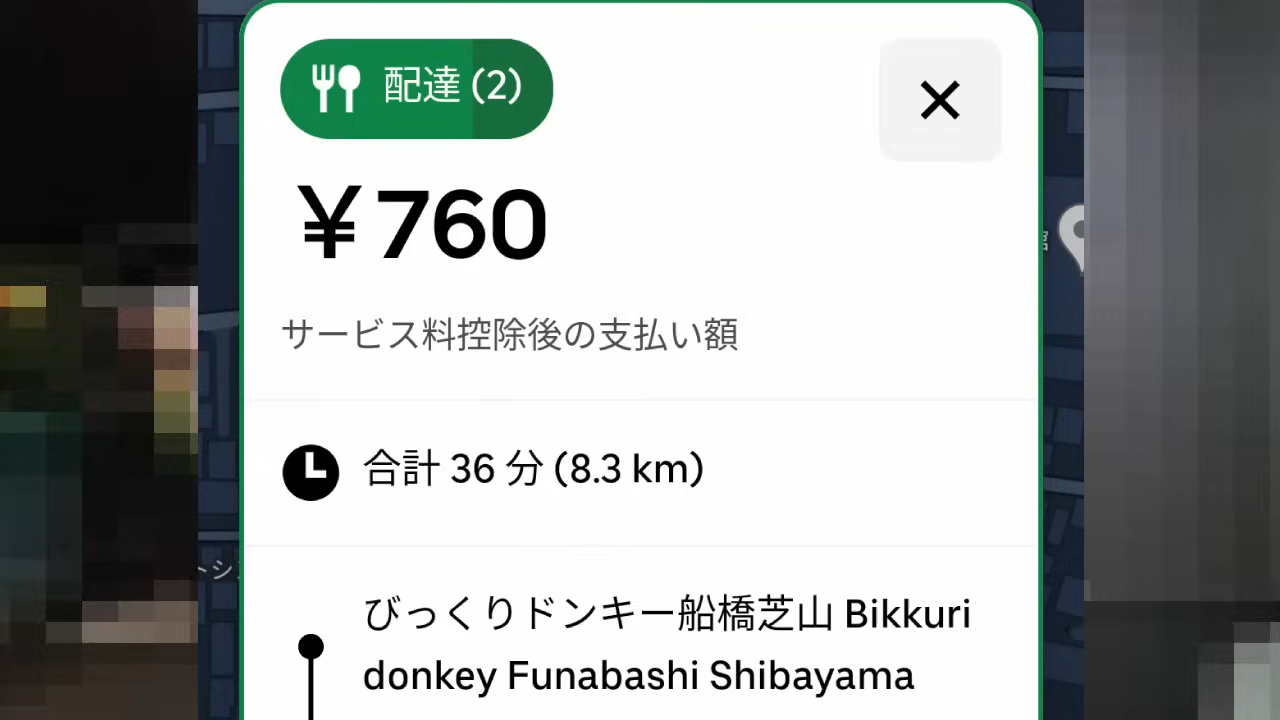 配達 (2)
￥760
サービス料控除後の支払い額
合計 36 分 (8.3 km)
びっくりドンキー船橋芝山 Bikkuri
donkey Funabashi Shibayama